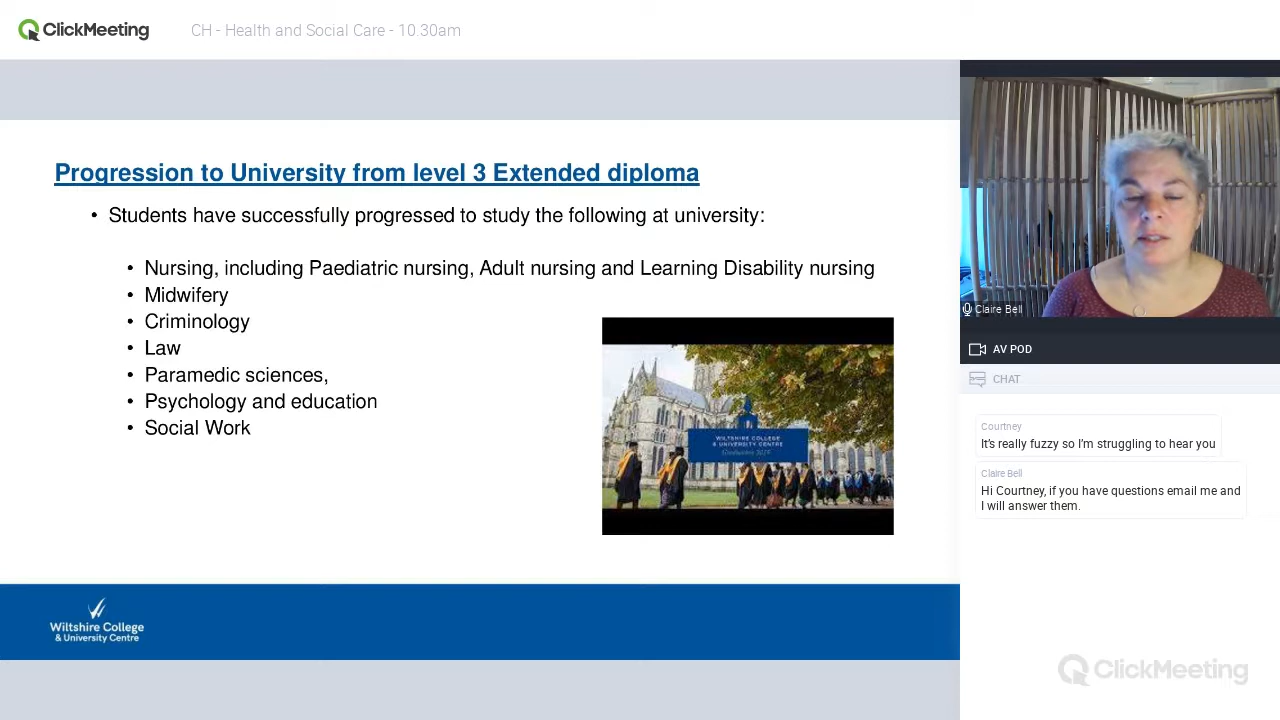 ClickMeeting
CH - Health and Social Care - 10.30am
Progression to University from level 3 Extended diploma
• Students have successfully progressed to study the following at university:
• Nursing, including Paediatric nursing, Adult nursing and Learning Disability nursing
• Midwifery
• Criminology
• Law
• Paramedic sciences,
• Psychology and education
• Social Work
WILTSHIRE COLLEGE
& UNIVERSITY CENTRE
Wiltshire College
& University Centre
Claire Bell
AV POD
CHAT
Courtney
It's really fuzzy so I'm struggling to hear you
Claire Bell
Hi Courtney, if you have questions email me and
I will answer them.
ClickMeeting